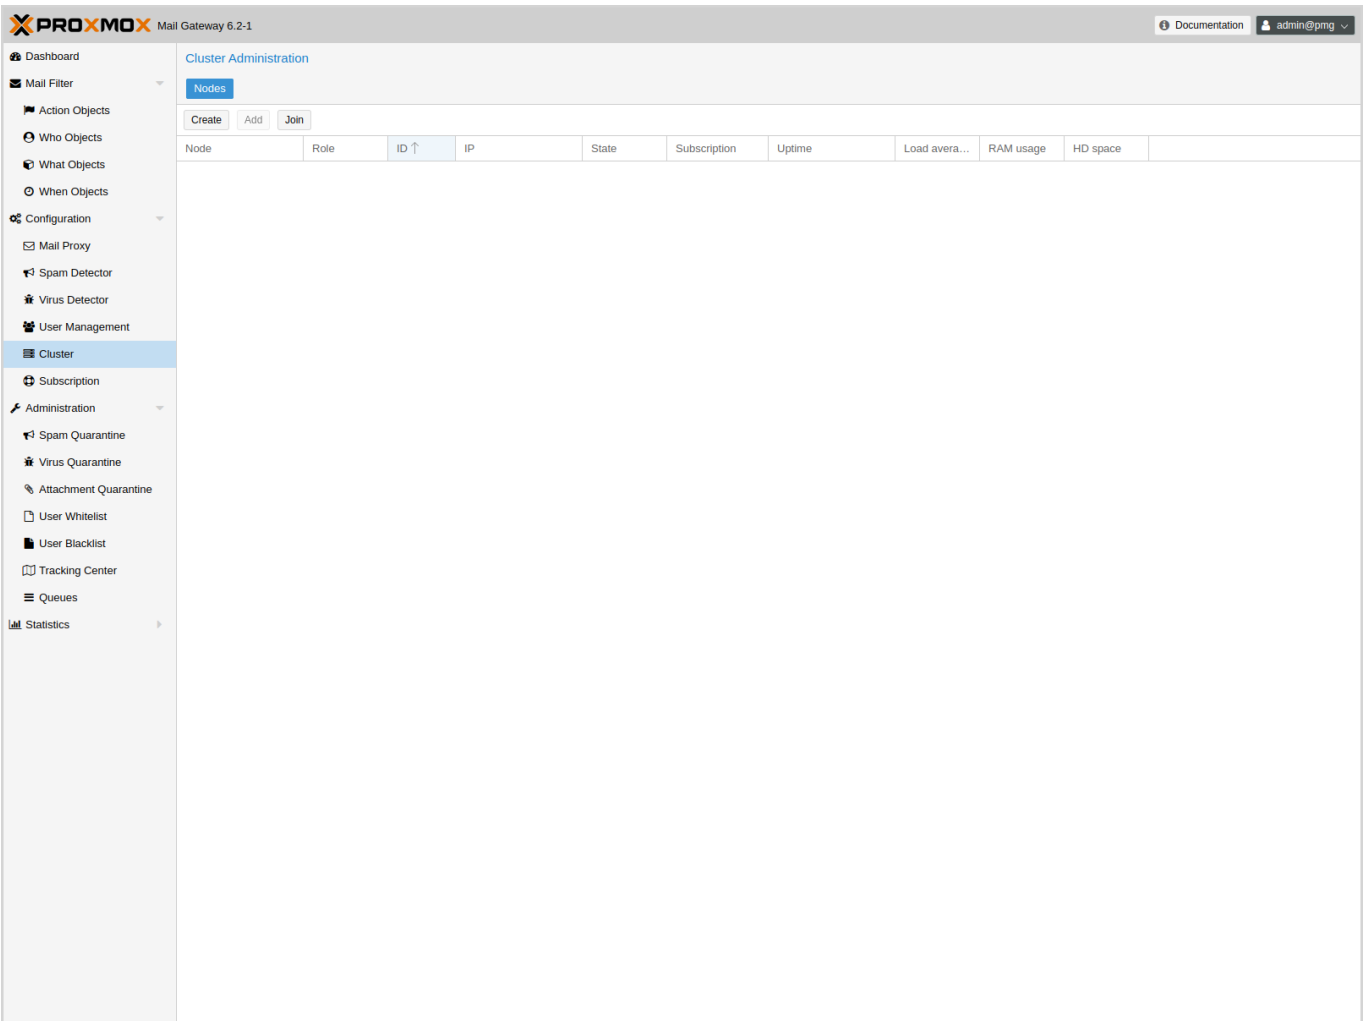 PROXMOX Mail Gateway 6.2-1
Documentation
admin@pmg
Dashboard
Mail Filter
Action Objects
Who Objects
What Objects
When Objects
Configuration
Mail Proxy
Spam Detector
Virus Detector
User Management
Cluster
Subscription
Administration
Spam Quarantine
Virus Quarantine
Attachment Quarantine
User Whitelist
User Blacklist
Tracking Center
Queues
Statistics
Cluster Administration
Nodes
Create Add Join
Node Role ID IP State Subscription Uptime Load avera... RAM usage HD space